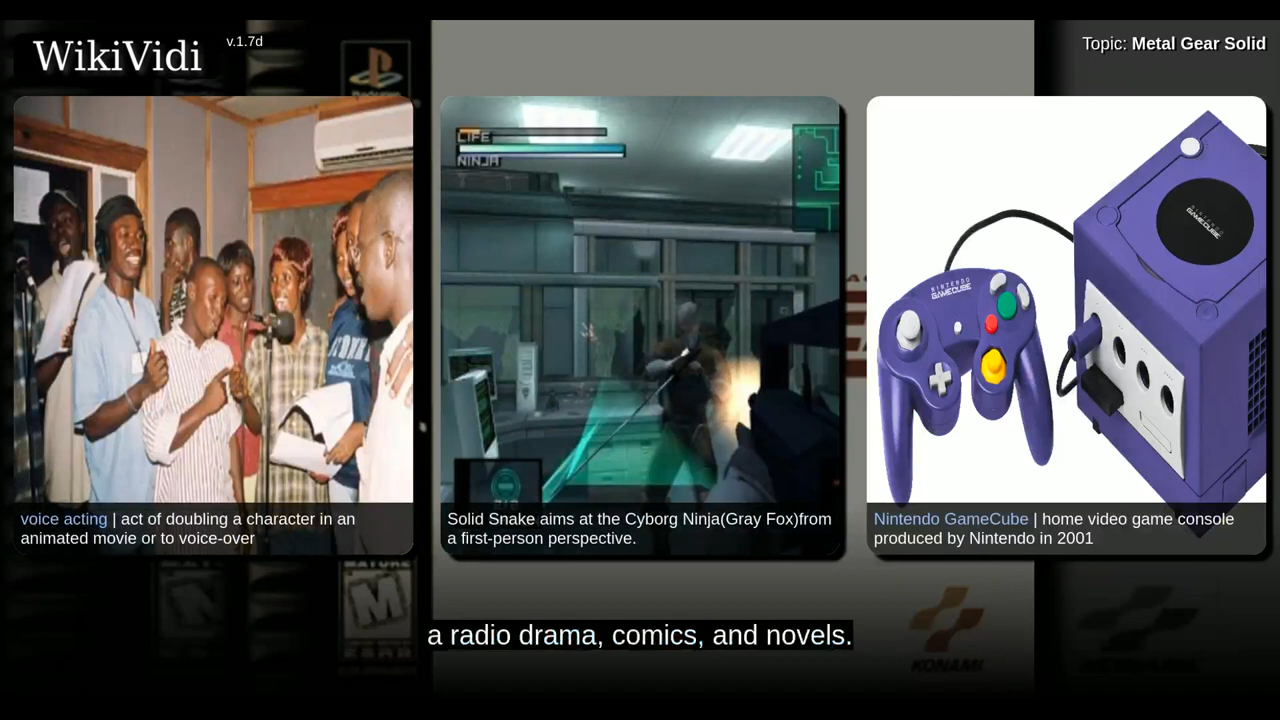 WikiVidi
v.1.7d
Topic: Metal Gear Solid
LIFE
NINJA
NINTENDO
GAMECUBE
NINTENDO
GAMECUBE
voice acting | act of doubling a character in an
animated movie or to voice-over
Solid Snake aims at the Cyborg Ninja(Gray Fox)from
a first-person perspective.
Nintendo GameCube | home video game console
produced by Nintendo in 2001
M
a radio drama, comics, and novels.
KONAMI